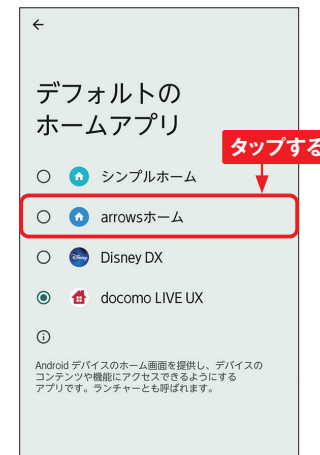 デフォルトの
ホームアプリ
タップする
シンプルホーム
arrowsホーム
Disney DX
docomo LIVE UX
Android デバイスのホーム画面を提供し、デバイスの
コンテンツや機能にアクセスできるようにする
アプリです。ランチャーとも呼ばれます。